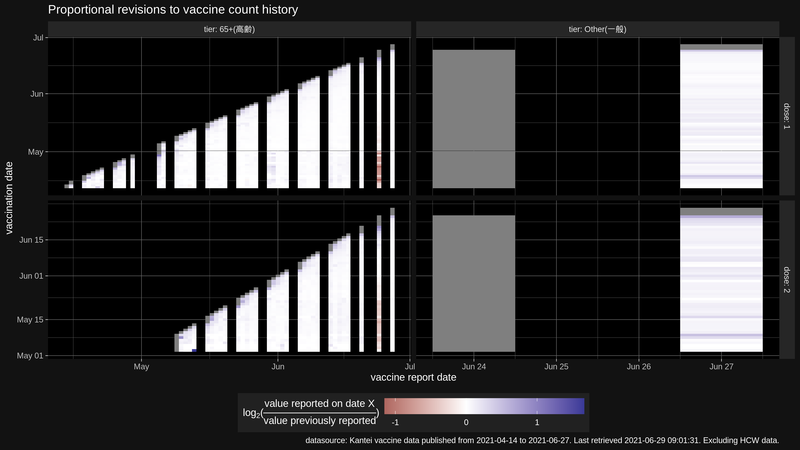 Proportional revisions to vaccine count history
tier: 65+(高齢)
tier: Other(一般)
Jul
Jun
May
dose: 1
Jun 15
Jun 01
May 15
May 01
dose: 2
vaccination date
May
Jun
Jul
Jun 24
Jun 25
Jun 26
Jun 27
vaccine report date
log2(value reported on date X
value previously reported)
-1
0
1
datasource: Kantei vaccine data published from 2021-04-14 to 2021-06-27. Last retrieved 2021-06-29 09:01:31. Excluding HCW data.